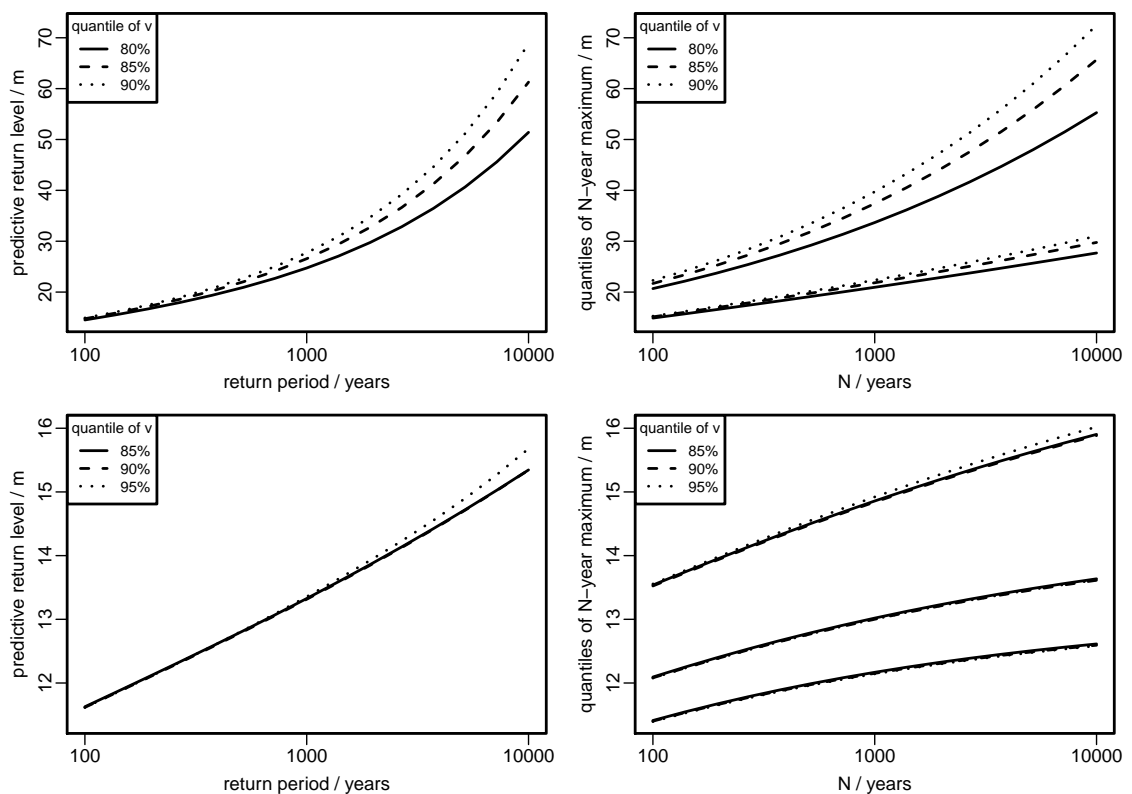 quantile of v
80%
85%
90%
predictive return level / m
70
60
50
40
30
20
100 1000 10000
return period / years
quantile of v
80%
85%
90%
quantiles of N−year maximum / m
70
60
50
40
30
20
100 1000 10000
N / years
quantile of v
85%
90%
95%
predictive return level / m
16
15
14
13
12
100 1000 10000
return period / years
quantile of v
85%
90%
95%
quantiles of N−year maximum / m
16
15
14
13
12
100 1000 10000
N / years